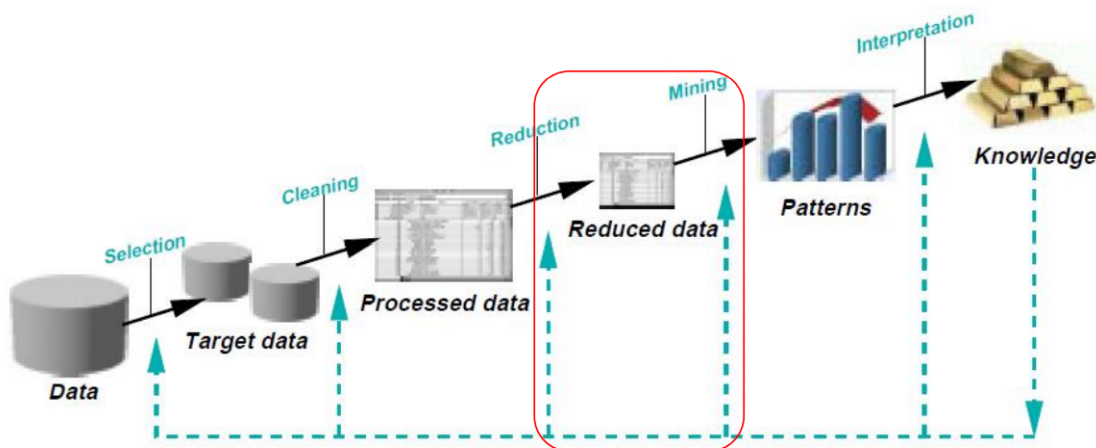 Interpretation
Mining
Knowledge
Reduction
Patterns
Cleaning
Reduced data
Selection
Processed data
Target data
Data